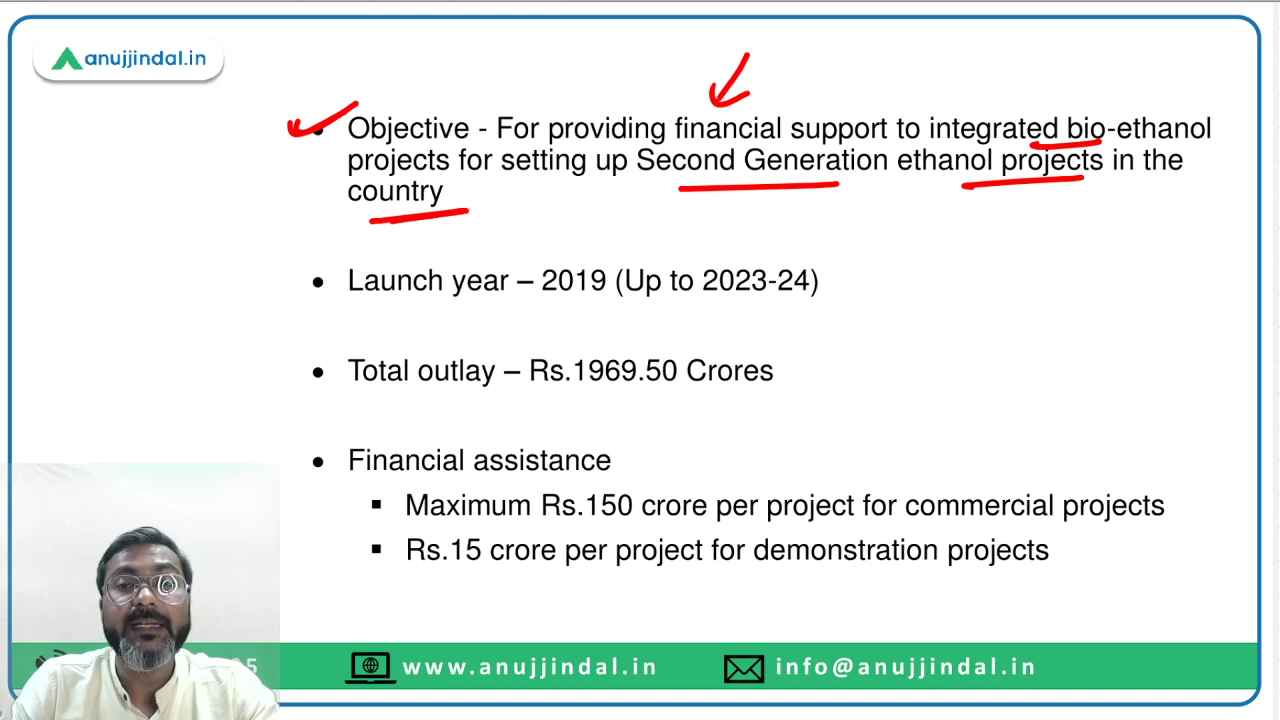 anujjindal.in
• Objective - For providing financial support to integrated bio-ethanol
projects for setting up Second Generation ethanol projects in the
country
• Launch year – 2019 (Up to 2023-24)
• Total outlay – Rs.1969.50 Crores
• Financial assistance
▪ Maximum Rs.150 crore per project for commercial projects
▪ Rs.15 crore per project for demonstration projects
www.anujjindal.in
info@anujjindal.in